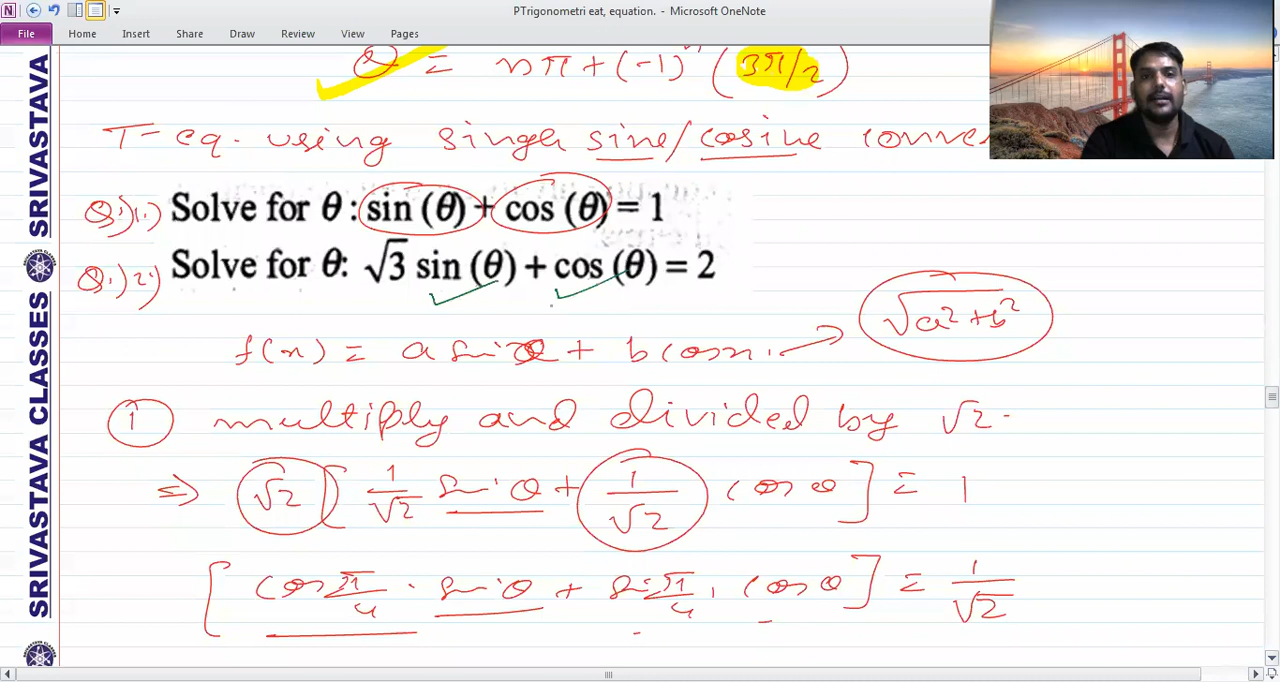 PTrigonometri eat, equation. - Microsoft OneNote
File Home Insert Share Draw Review View Pages
SRIVASTAVA CLASSES SRIVASTAVA
θ = nπ + (-1)ⁿ (3π/2)
T-eq. using single sine/cosine conver
Q.)1.) Solve for θ : sin (θ) + cos (θ) = 1
Q.)2.) Solve for θ: √3 sin (θ) + cos (θ) = 2
f(x) = a sin θ + b cos x. → √a² + b²
1 multiply and divided by √2.
⇒ √2 [ 1/√2 sin θ + 1/√2 cos θ ] = 1
[ cos π/4 . sin θ + sin π/4 . cos θ ] = 1/√2